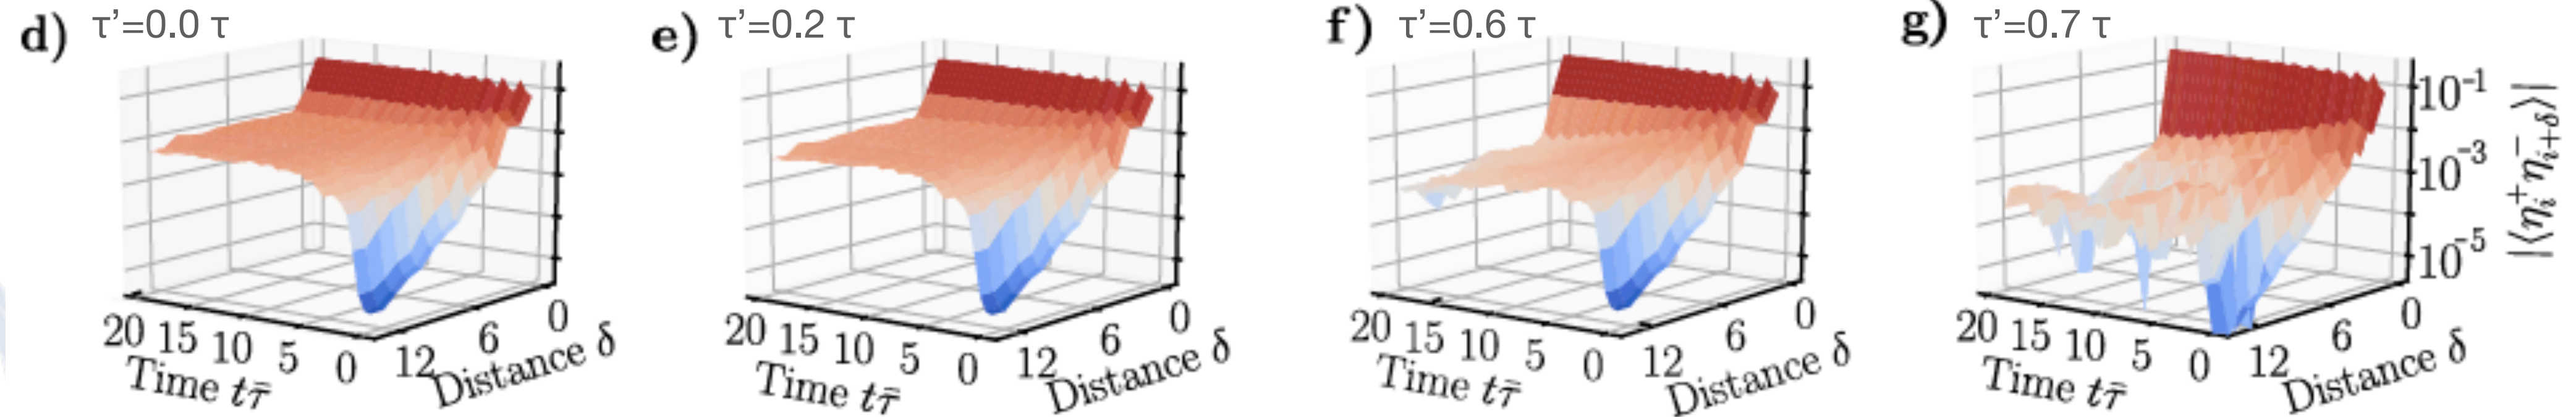 d) τ'=0.0 τ
20 15 10 5 0
Time tτ̄
12 6 0
Distance δ
e) τ'=0.2 τ
20 15 10 5 0
Time tτ̄
12 6 0
Distance δ
f) τ'=0.6 τ
20 15 10 5 0
Time tτ̄
12 6 0
Distance δ
g) τ'=0.7 τ
20 15 10 5 0
Time tτ̄
12 6 0
Distance δ
10⁻¹
10⁻³
10⁻⁵
|⟨η⁺ᵢ η⁻ᵢ₊δ⟩|